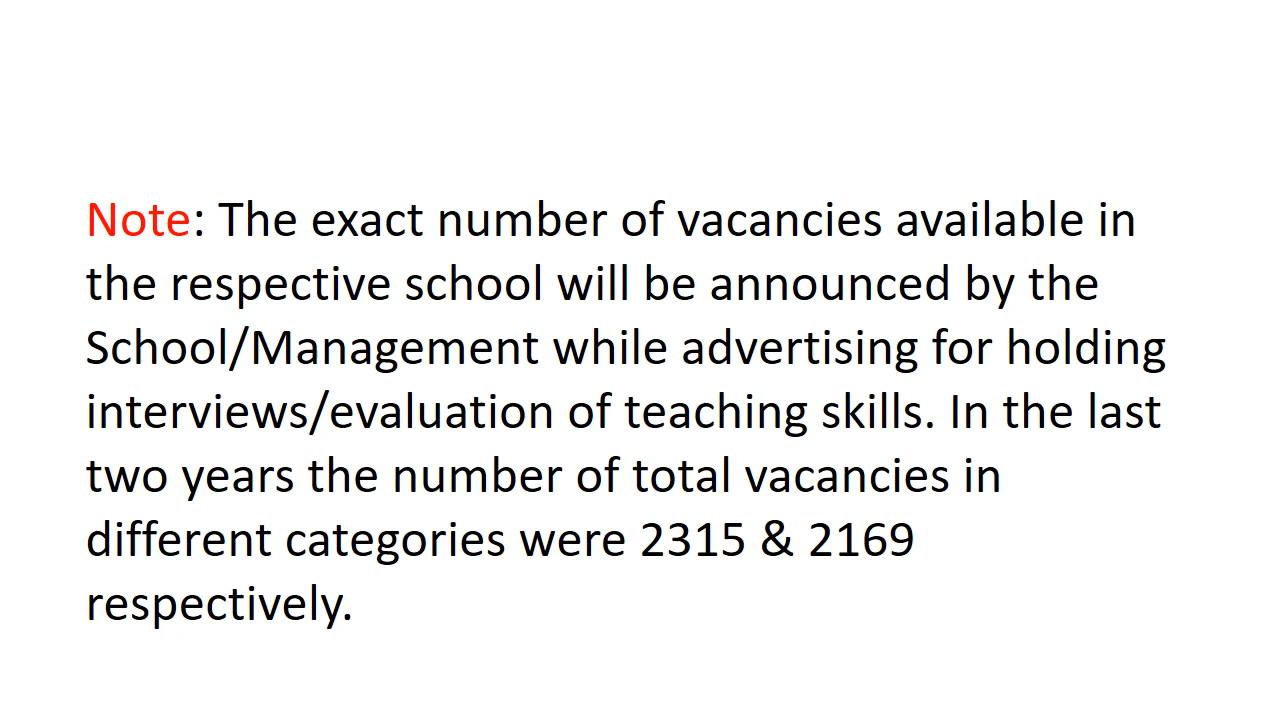 Note: The exact number of vacancies available in
the respective school will be announced by the
School/Management while advertising for holding
interviews/evaluation of teaching skills. In the last
two years the number of total vacancies in
different categories were 2315 & 2169
respectively.